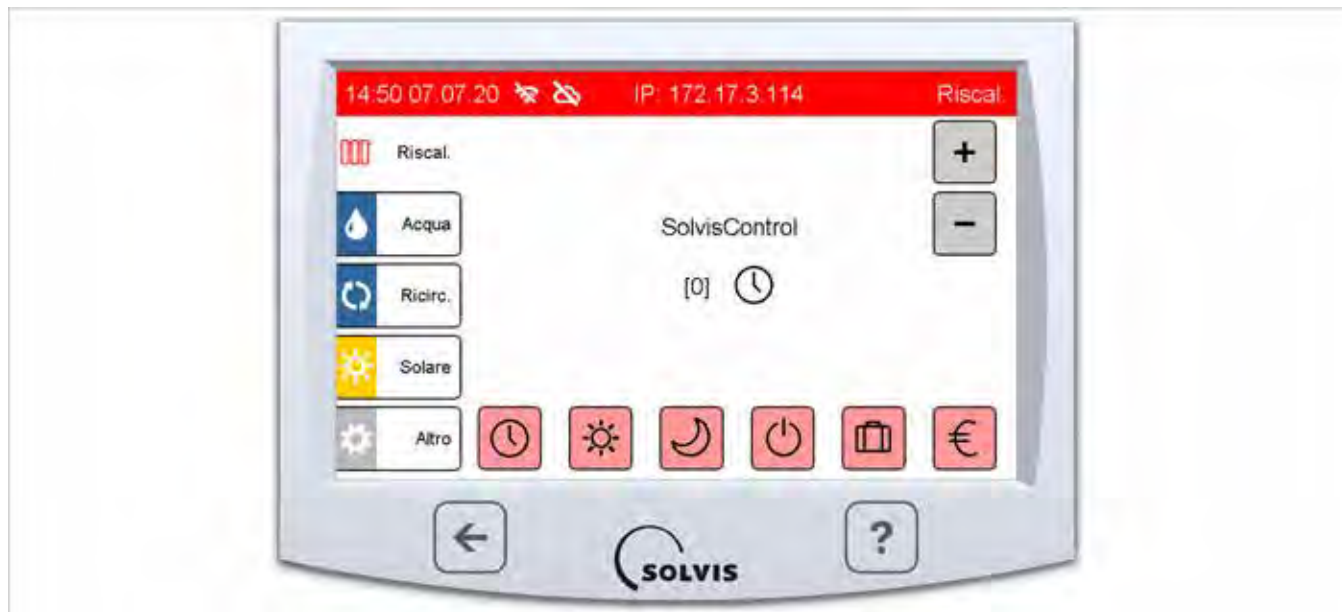 14:50 07.07.20 IP: 172.17.3.114 Riscal.
Riscal.
+
Acqua
SolvisControl
−
Ricirc.
[0]
Solare
Altro
€
?
SOLVIS